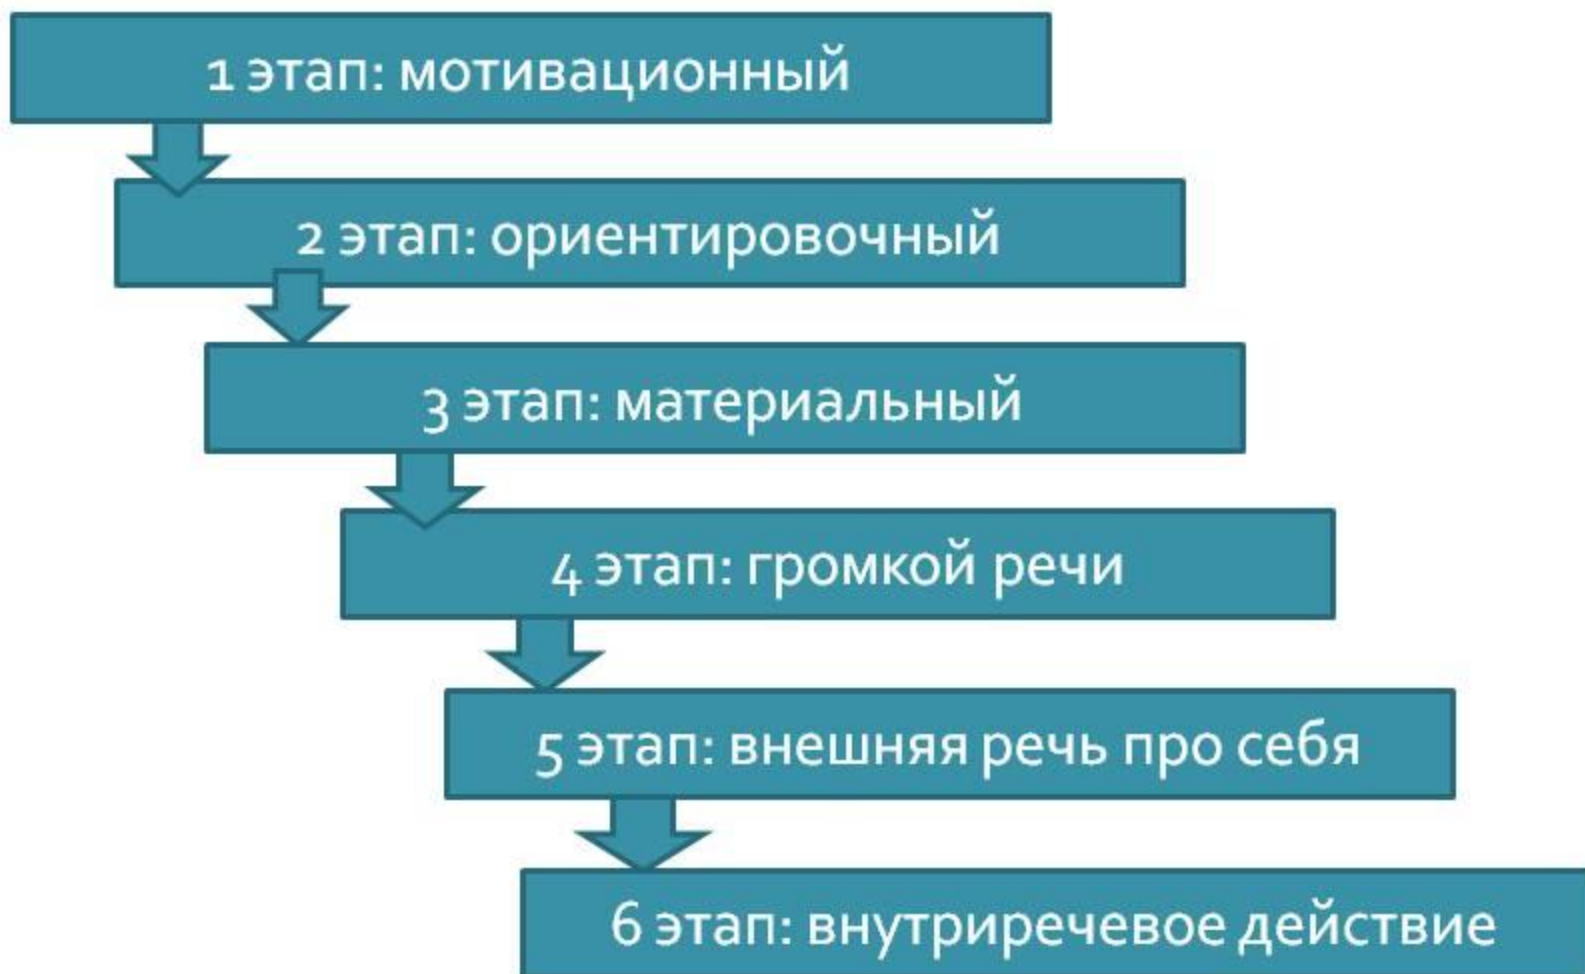 1 этап: мотивационный
2 этап: ориентировочный
3 этап: материальный
4 этап: громкой речи
5 этап: внешняя речь про себя
6 этап: внутриречевое действие